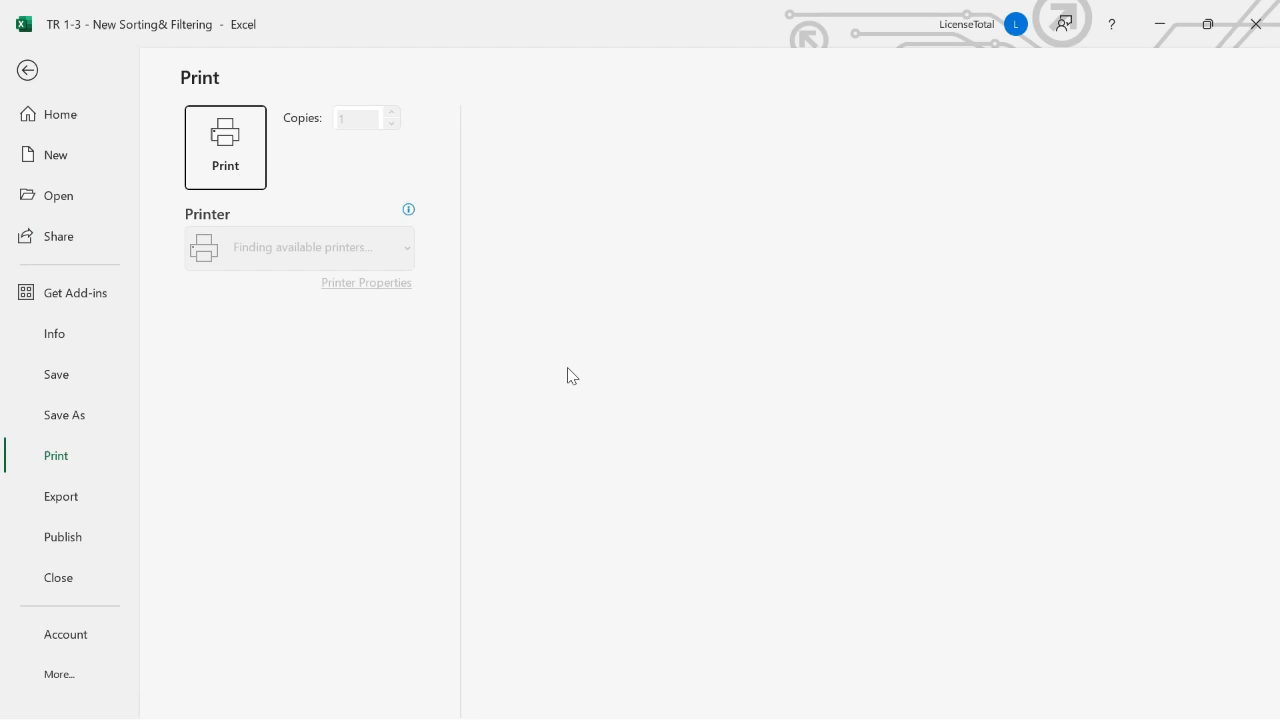 TR 1-3 - New Sorting& Filtering - Excel
LicenseTotal
L
?
Home
New
Open
Share
Get Add-ins
Info
Save
Save As
Print
Export
Publish
Close
Account
More...
Print
Print
Copies:
1
Printer
Finding available printers...
Printer Properties